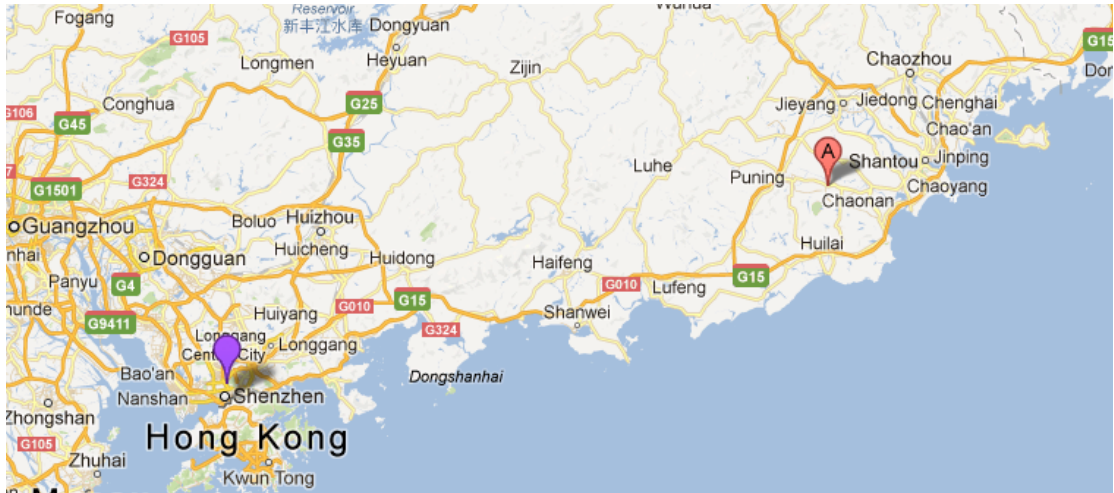 Reservoir
新丰江水库
Fogang
G105
Dongyuan
Heyuan
Longmen
Zijin
Chaozhou
G15
Conghua
G106
G45
G25
G35
Jieyang
Jiedong
Chenghai
Chao'an
G1501
G324
Luhe
Puning
A
Shantou
Jinping
Chaoyang
Chaonan
Guangzhou
Boluo
Huizhou
Huicheng
Huilai
Dongguan
Huidong
Haifeng
Panyu
G4
G010
Lufeng
G15
G15
G010
G9411
Huiyang
Shanwei
G324
Longgang
Central City
Longgang
Bao'an
Dongshanhai
Nanshan
Shenzhen
Zhongshan
Hong Kong
G105
Zhuhai
Kwun Tong